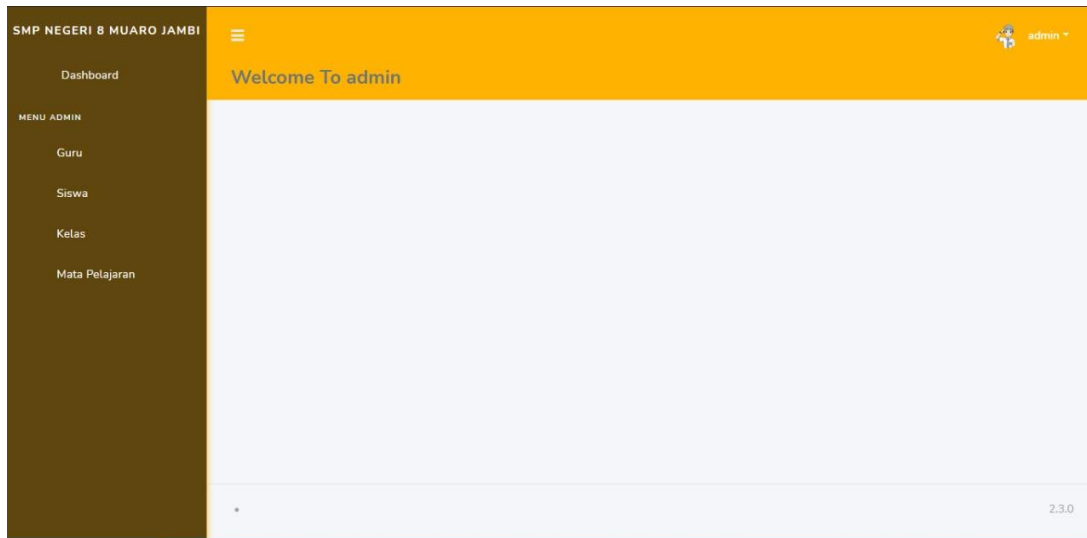 SMP NEGERI 8 MUARO JAMBI
admin
Dashboard
Welcome To admin
MENU ADMIN
Guru
Siswa
Kelas
Mata Pelajaran
2.3.0